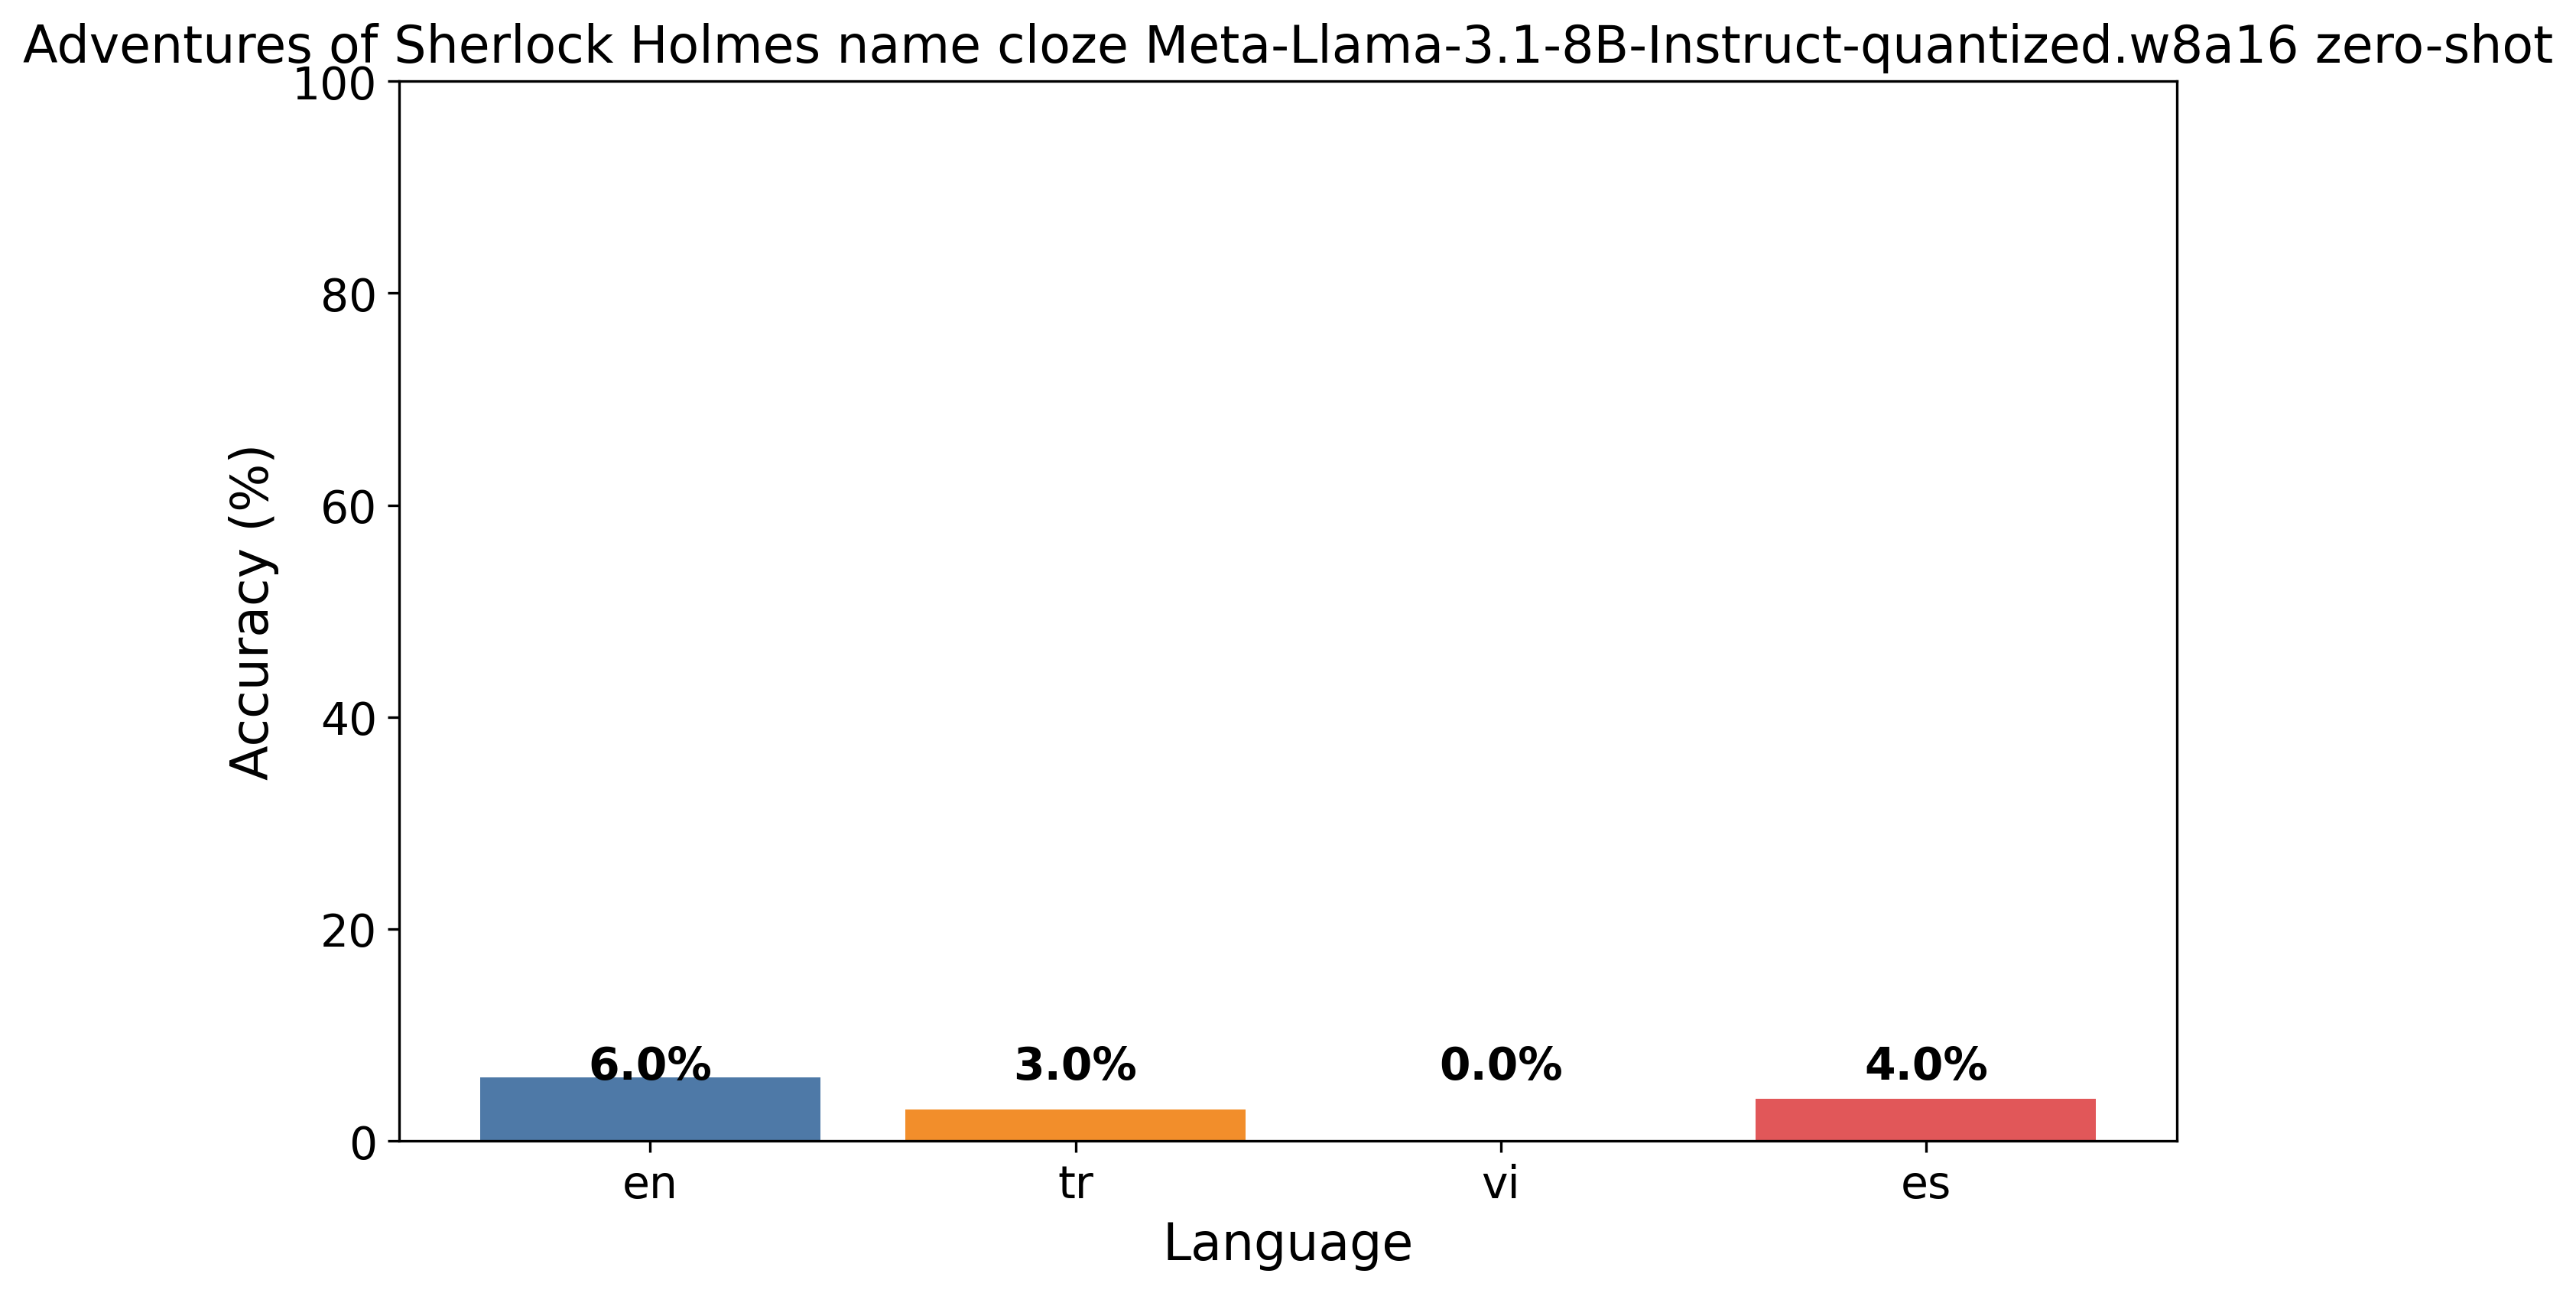 Adventures of Sherlock Holmes name cloze Meta-Llama-3.1-8B-Instruct-quantized.w8a16 zero-shot
100
80
60
40
20
0
Accuracy (%)
6.0%
3.0%
0.0%
4.0%
en
tr
vi
es
Language